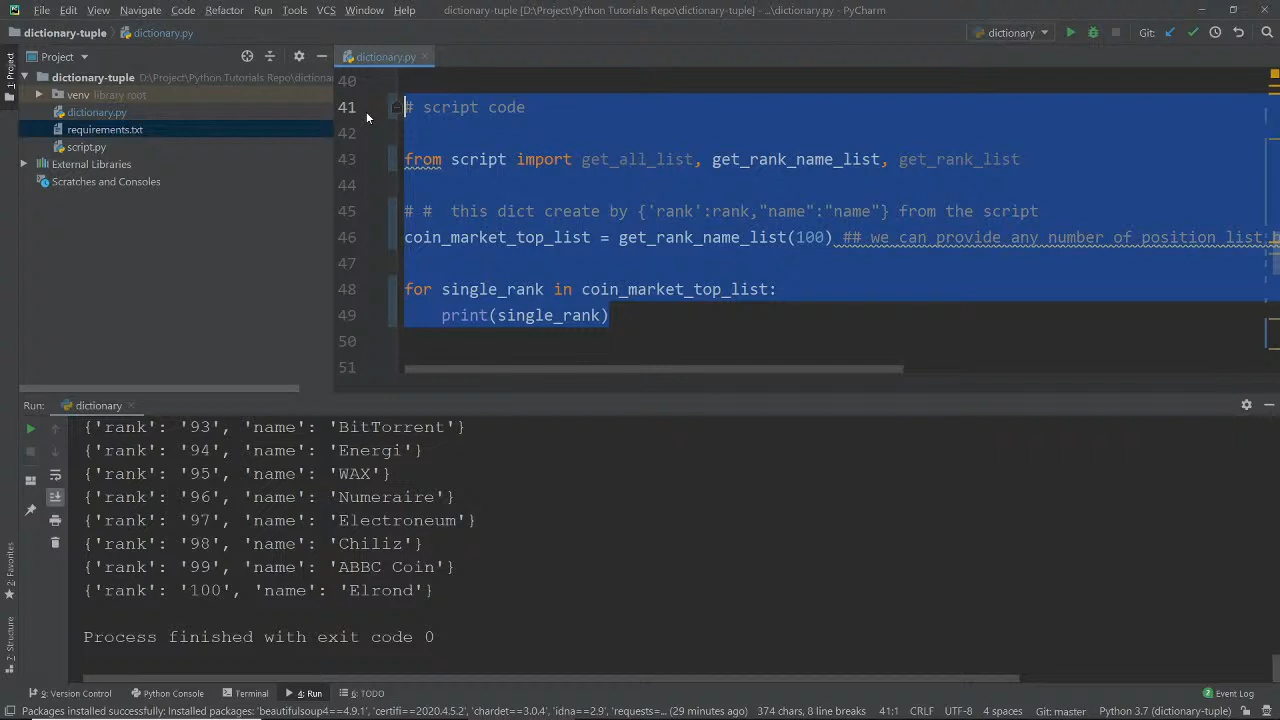 File Edit View Navigate Code Refactor Run Tools VCS Window Help dictionary-tuple [D:\Project\Python Tutorials Repo\dictionary-tuple] - ...\dictionary.py - PyCharm
dictionary-tuple dictionary.py dictionary Git:
Project dictionary.py
dictionary-tuple D:\Project\Python Tutorials Repo\dictionar
venv library root
dictionary.py
requirements.txt
script.py
External Libraries
Scratches and Consoles
1: Project
40
41 # script code
42
43 from script import get_all_list, get_rank_name_list, get_rank_list
44
45 # # this dict create by {'rank':rank,"name":"name"} from the script
46 coin_market_top_list = get_rank_name_list(100) ## we can provide any number of position list
47
48 for single_rank in coin_market_top_list:
49 print(single_rank)
50
51
Run: dictionary
{'rank': '93', 'name': 'BitTorrent'}
{'rank': '94', 'name': 'Energi'}
{'rank': '95', 'name': 'WAX'}
{'rank': '96', 'name': 'Numeraire'}
{'rank': '97', 'name': 'Electroneum'}
{'rank': '98', 'name': 'Chiliz'}
{'rank': '99', 'name': 'ABBC Coin'}
{'rank': '100', 'name': 'Elrond'}
Process finished with exit code 0
2: Favorites
7: Structure
9: Version Control Python Console Terminal 4: Run 6: TODO 2 Event Log
Packages installed successfully: Installed packages: 'beautifulsoup4==4.9.1', 'certifi==2020.4.5.2', 'chardet==3.0.4', 'idna==2.9', 'requests=... (29 minutes ago) 374 chars, 8 line breaks 41:1 CRLF UTF-8 4 spaces Git: master Python 3.7 (dictionary-tuple)